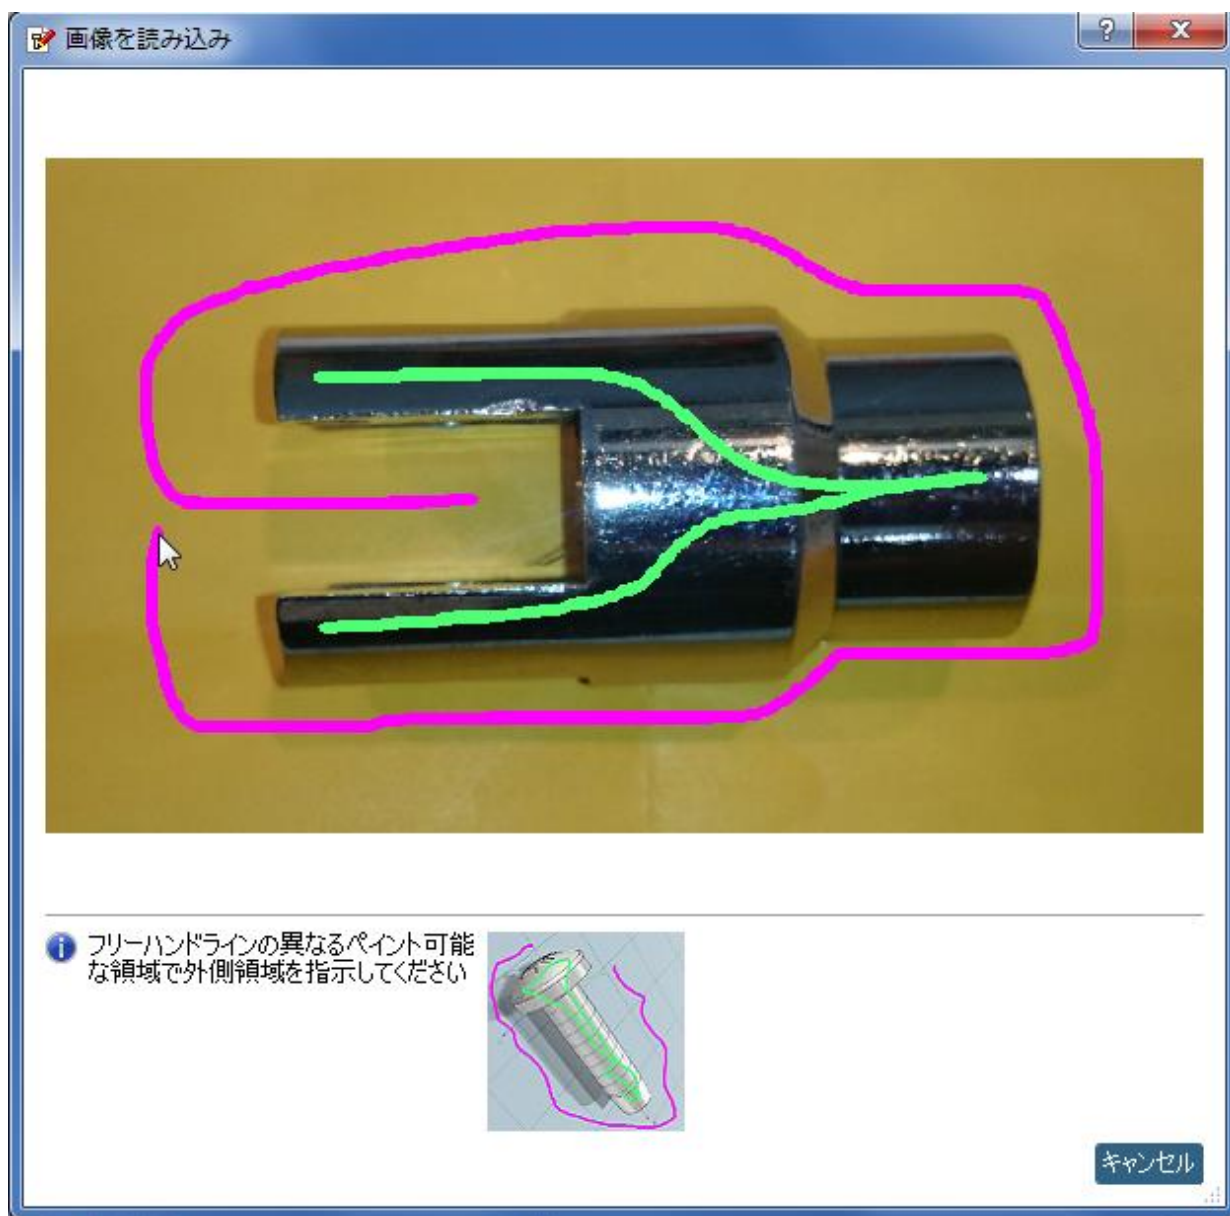 画像を読み込み
フリーハンドラインの異なるペイント可能
な領域で外側領域を指示してください
キャンセル